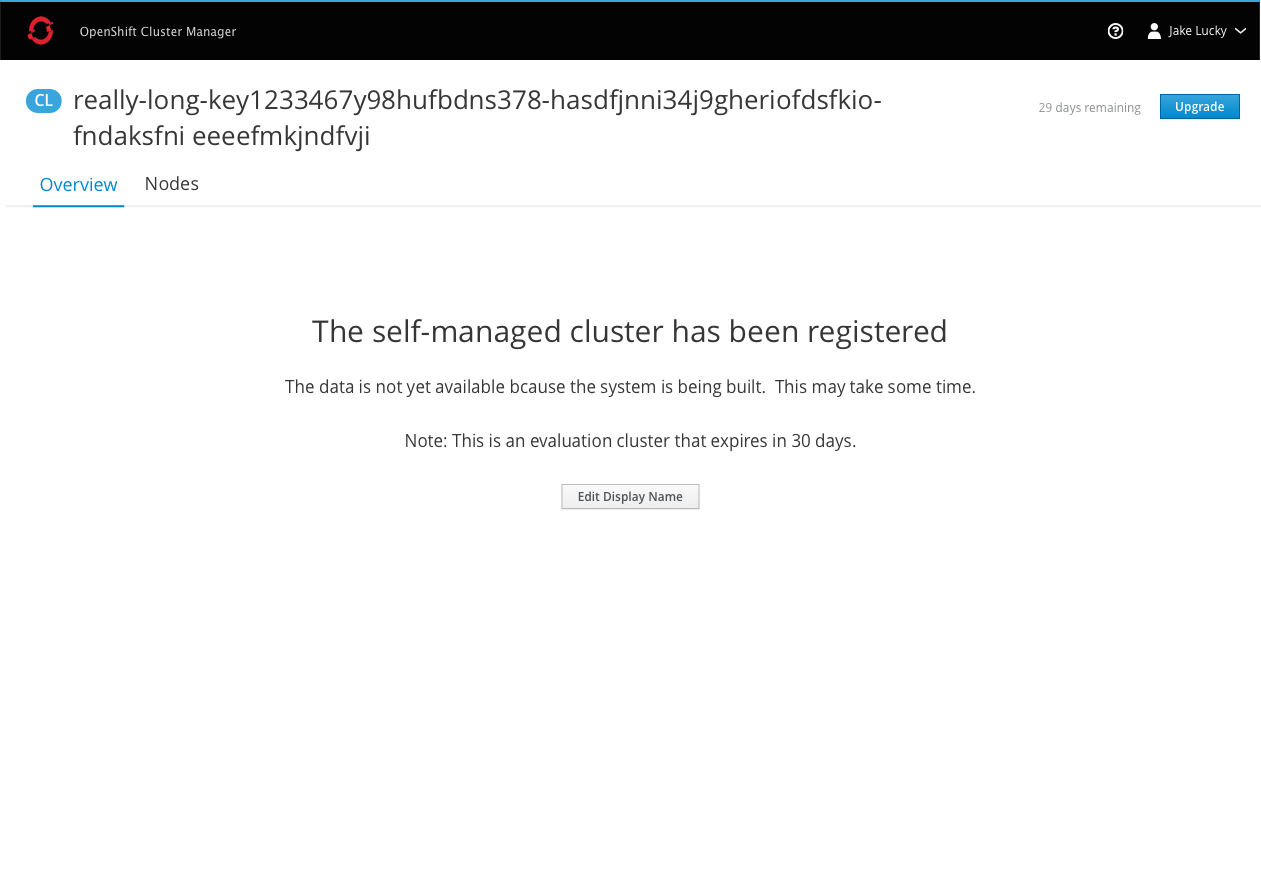 OpenShift Cluster Manager
Jake Lucky
CL
really-long-key1233467y98hufbdns378-hasdfjnni34j9gheriofdsfkio-
fndaksfni eeeefmkjndfvji
29 days remaining
Upgrade
Overview
Nodes
The self-managed cluster has been registered
The data is not yet available bcause the system is being built.  This may take some time.
Note: This is an evaluation cluster that expires in 30 days.
Edit Display Name